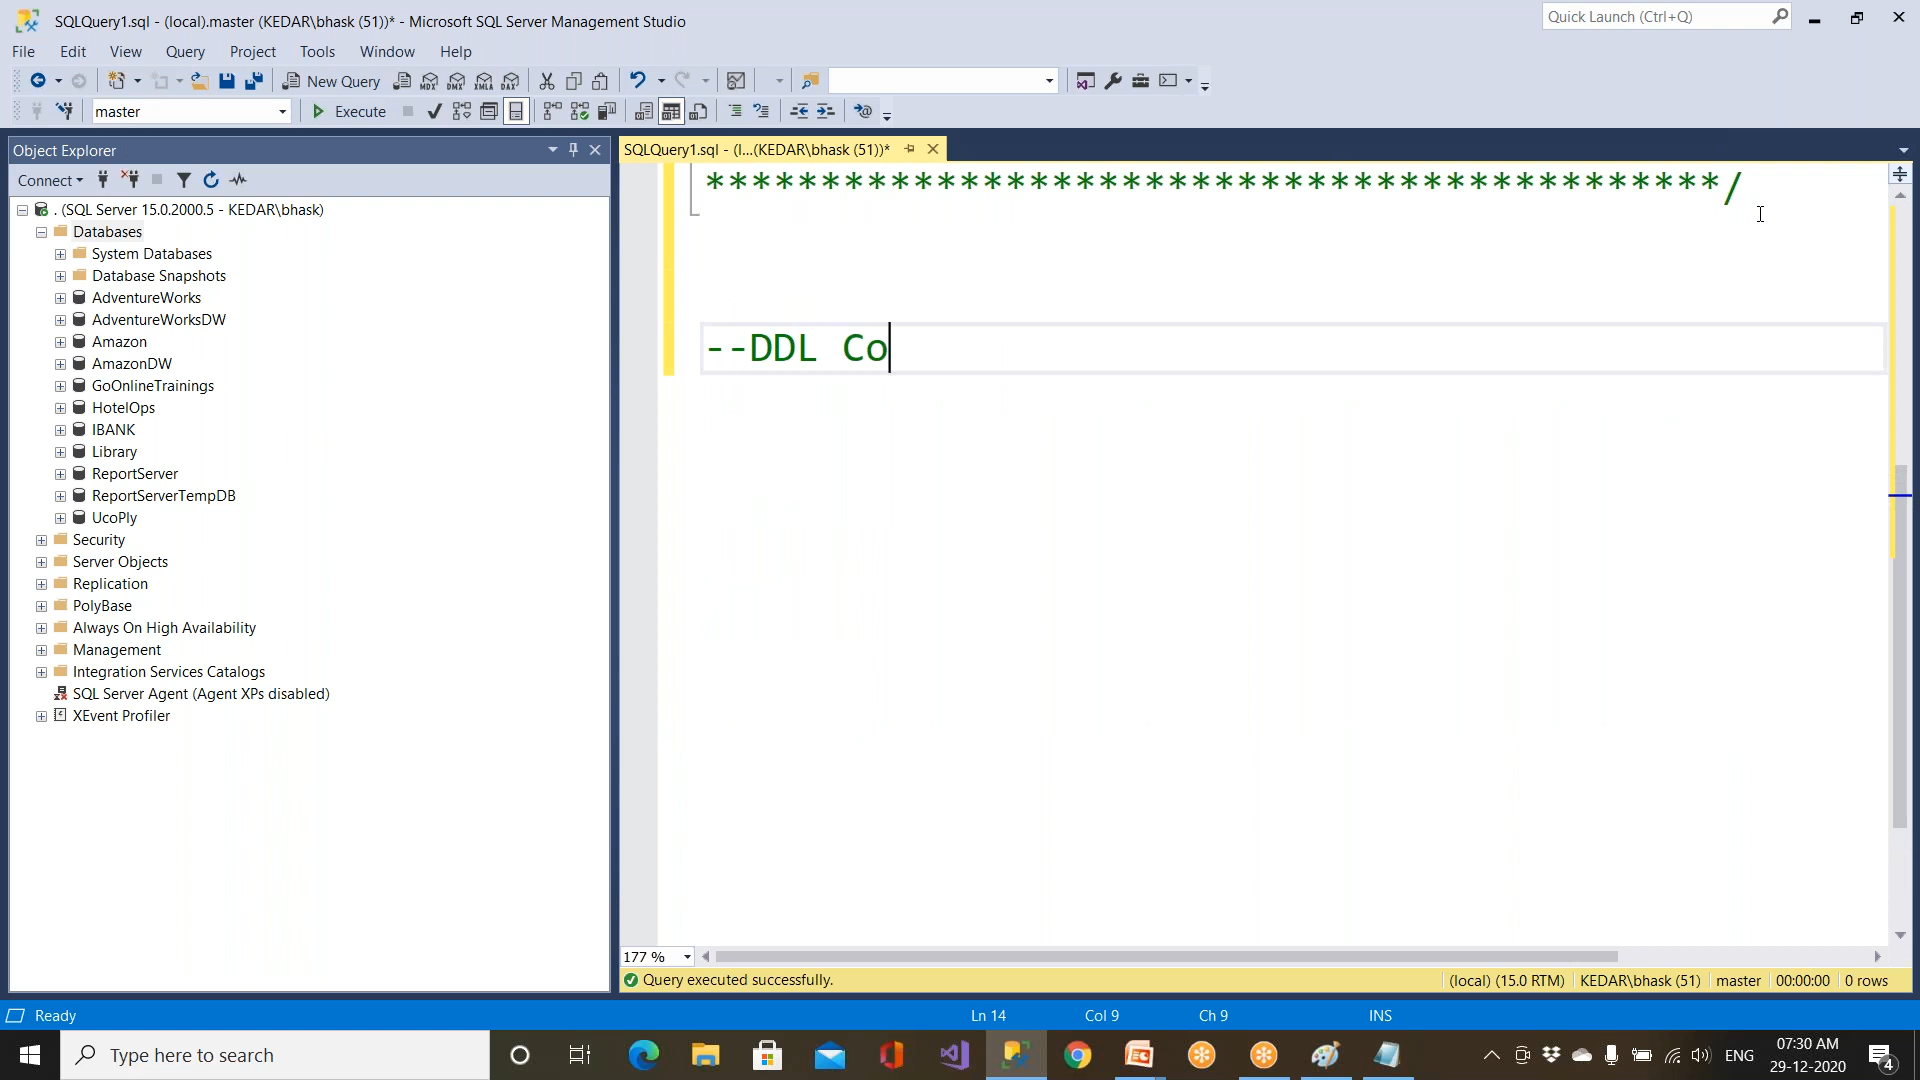 SQLQuery1.sql - (local).master (KEDAR\bhask (51))* - Microsoft SQL Server Management Studio
Quick Launch (Ctrl+Q)
File Edit View Query Project Tools Window Help
New Query MDX DMX XMLA DAX
master Execute
Object Explorer
SQLQuery1.sql - (l...(KEDAR\bhask (51))*
Connect
********************************************/
. (SQL Server 15.0.2000.5 - KEDAR\bhask)
Databases
System Databases
Database Snapshots
AdventureWorks
AdventureWorksDW
Amazon
--DDL Co
AmazonDW
GoOnlineTrainings
HotelOps
IBANK
Library
ReportServer
ReportServerTempDB
UcoPly
Security
Server Objects
Replication
PolyBase
Always On High Availability
Management
Integration Services Catalogs
SQL Server Agent (Agent XPs disabled)
XEvent Profiler
177 %
Query executed successfully. (local) (15.0 RTM) KEDAR\bhask (51) master 00:00:00 0 rows
Ready Ln 14 Col 9 Ch 9 INS
Type here to search
ENG
07:30 AM
29-12-2020
4